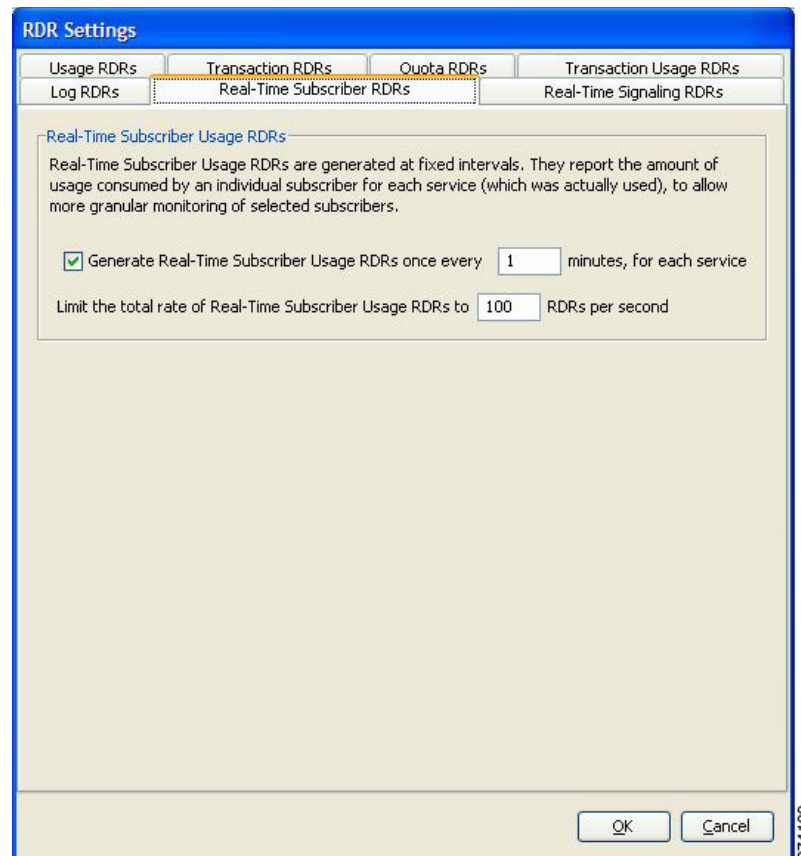 RDR Settings
Usage RDRs Transaction RDRs Quota RDRs Transaction Usage RDRs
Log RDRs Real-Time Subscriber RDRs Real-Time Signaling RDRs
Real-Time Subscriber Usage RDRs
Real-Time Subscriber Usage RDRs are generated at fixed intervals. They report the amount of
usage consumed by an individual subscriber for each service (which was actually used), to allow
more granular monitoring of selected subscribers.
Generate Real-Time Subscriber Usage RDRs once every 1 minutes, for each service
Limit the total rate of Real-Time Subscriber Usage RDRs to 100 RDRs per second
OK Cancel